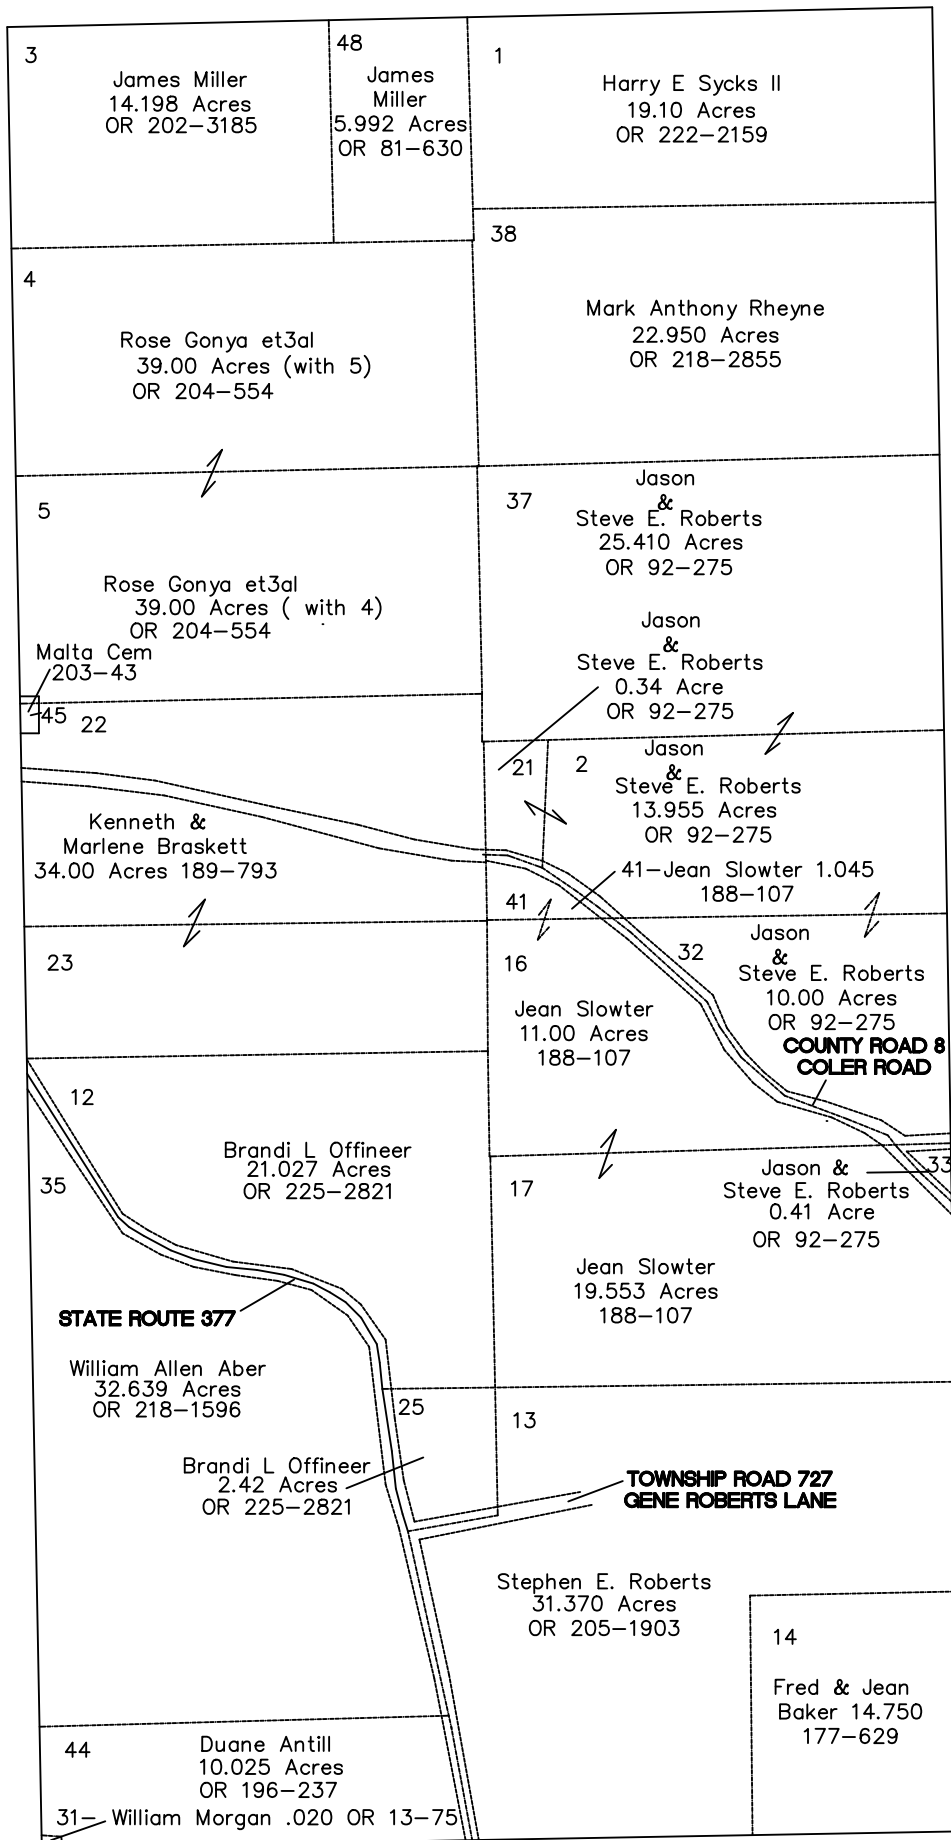 3
James Miller
14.198 Acres
OR 202-3185
48
James
Miller
5.992 Acres
OR 81-630
1
Harry E Sycks II
19.10 Acres
OR 222-2159
38
Mark Anthony Rheyne
22.950 Acres
OR 218-2855
4
Rose Gonya et3al
39.00 Acres (with 5)
OR 204-554
5
Rose Gonya et3al
39.00 Acres ( with 4)
OR 204-554
37
Jason
&
Steve E. Roberts
25.410 Acres
OR 92-275
Jason
&
Steve E. Roberts
0.34 Acre
OR 92-275
Malta Cem
203-43
45
22
21
2
Jason
&
Steve E. Roberts
13.955 Acres
OR 92-275
Kenneth &
Marlene Braskett
34.00 Acres 189-793
41-Jean Slowter 1.045
188-107
41
23
16
Jean Slowter
11.00 Acres
188-107
32
Jason
&
Steve E. Roberts
10.00 Acres
OR 92-275
COUNTY ROAD 8
COLER ROAD
12
Brandi L Offineer
21.027 Acres
OR 225-2821
35
17
33
Jason &
Steve E. Roberts
0.41 Acre
OR 92-275
Jean Slowter
19.553 Acres
188-107
STATE ROUTE 377
William Allen Aber
32.639 Acres
OR 218-1596
25
13
Brandi L Offineer
2.42 Acres
OR 225-2821
TOWNSHIP ROAD 727
GENE ROBERTS LANE
Stephen E. Roberts
31.370 Acres
OR 205-1903
14
Fred & Jean
Baker 14.750
177-629
44
Duane Antill
10.025 Acres
OR 196-237
31- William Morgan .020 OR 13-75